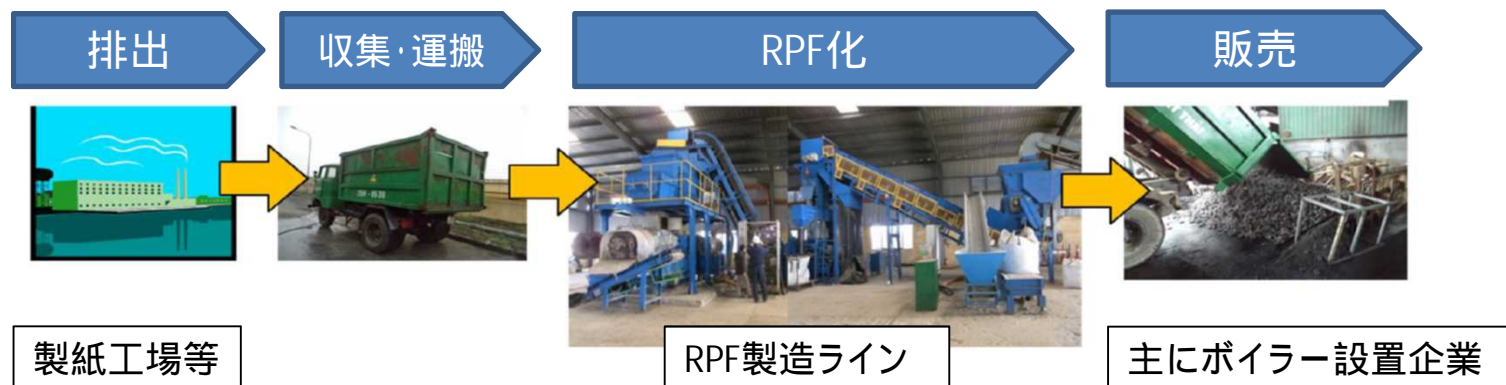 排出
収集・運搬
RPF化
販売
製紙工場等
RPF製造ライン
主にボイラー設置企業